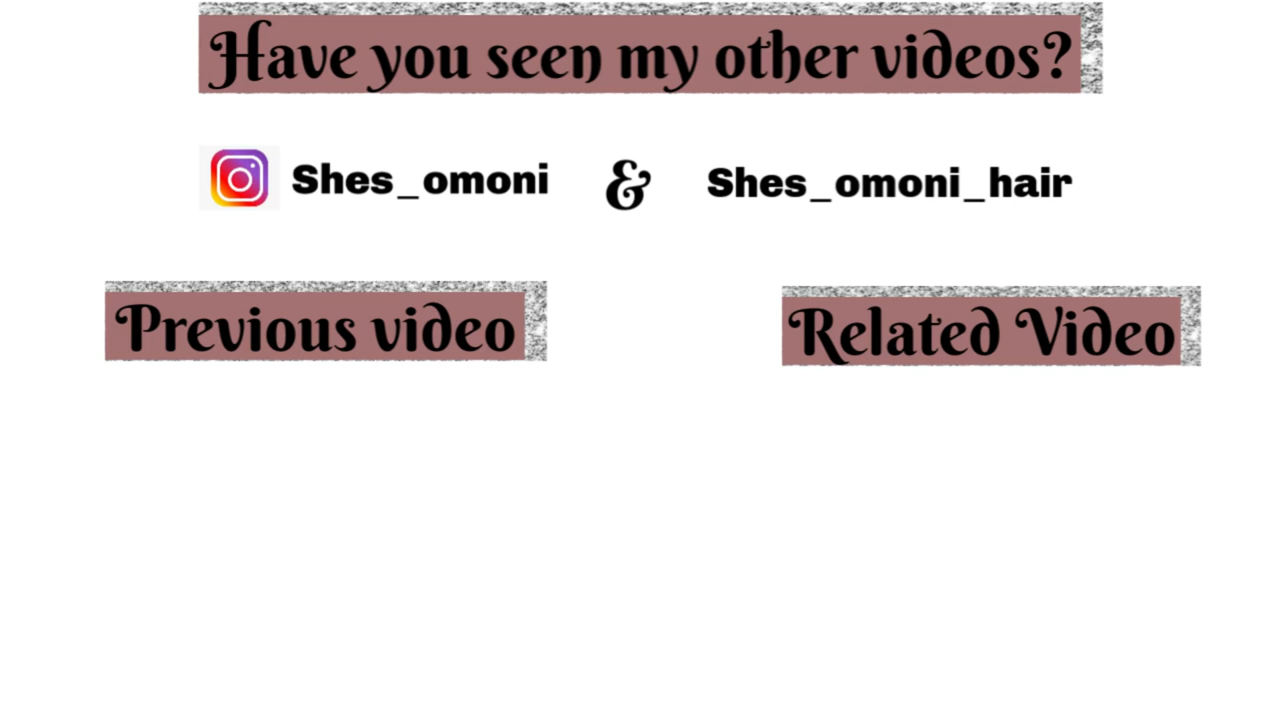 Have you seen my other videos?
Shes_omoni & Shes_omoni_hair
Previous video
Related Video